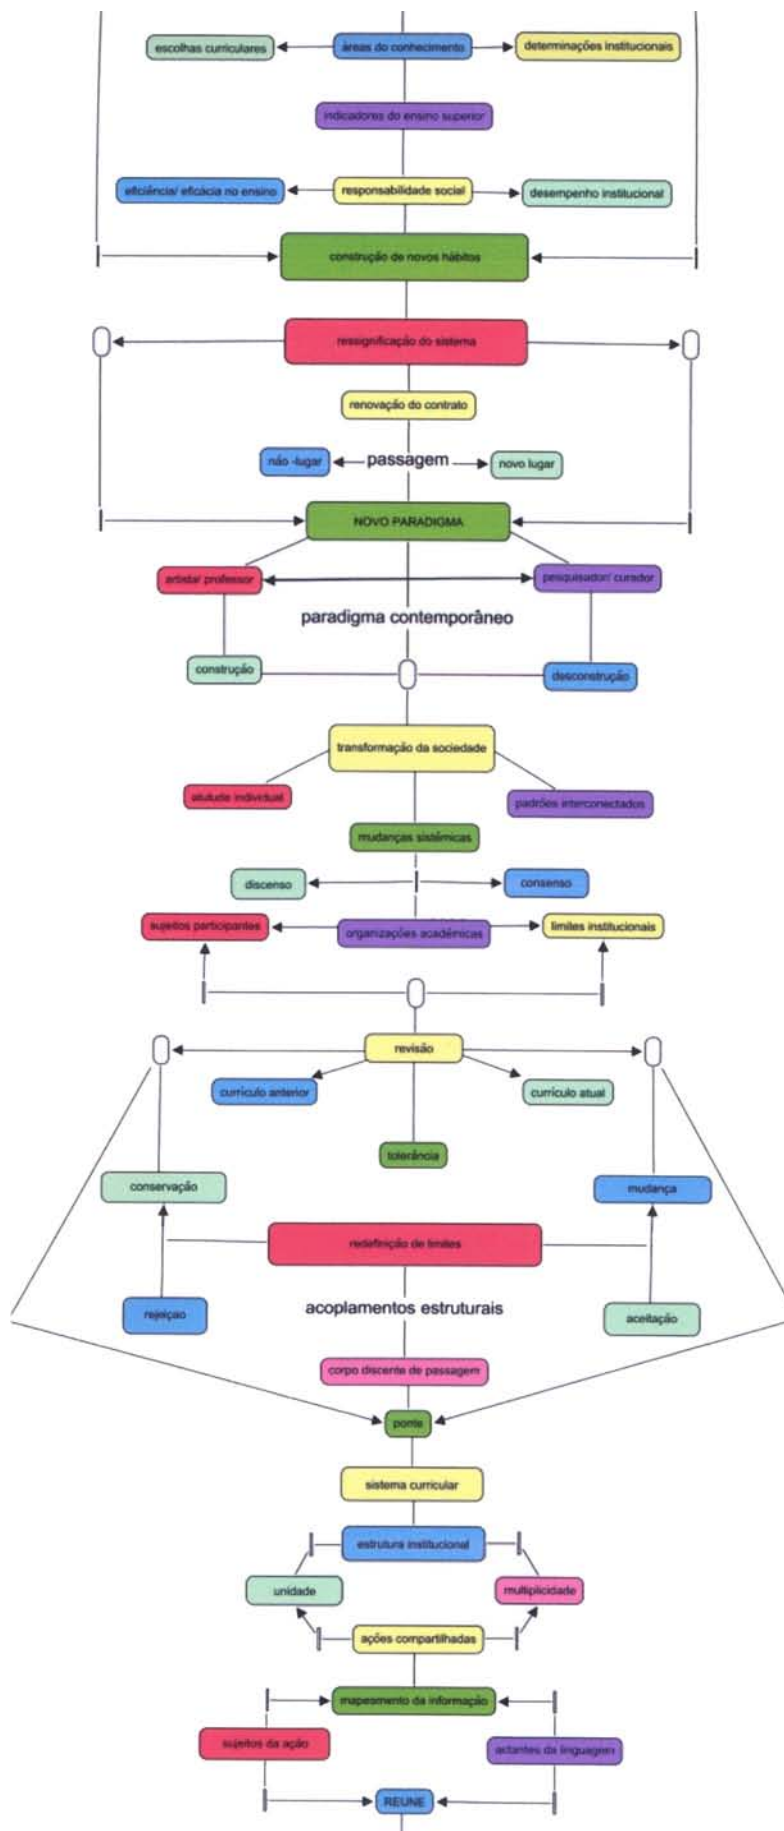 escolhas curriculares
áreas do conhecimento
determinações institucionais
indicadores do ensino superior
eficiência/ eficácia no ensino
responsabilidade social
desempenho institucional
construção de novos hábitos
ressignificação do sistema
renovação do contrato
não -lugar
passagem
novo lugar
NOVO PARADIGMA
artista/ professor
pesquisador/ curador
paradigma contemporâneo
construção
desconstrução
transformação da sociedade
atutude individual
padrões interconectados
mudanças sistêmicas
discenso
consenso
sujeitos participantes
organizações acadêmicas
limites institucionais
revisão
currículo anterior
currículo atual
tolerância
conservação
mudança
redefinição de limites
rejeiçao
acoplamentos estruturais
aceitação
corpo discente de passagem
ponte
sistema curricular
estrutura institucional
unidade
multiplicidade
ações compartilhadas
mapeamento da informação
sujeitos da ação
actantes da linguagem
REUNE